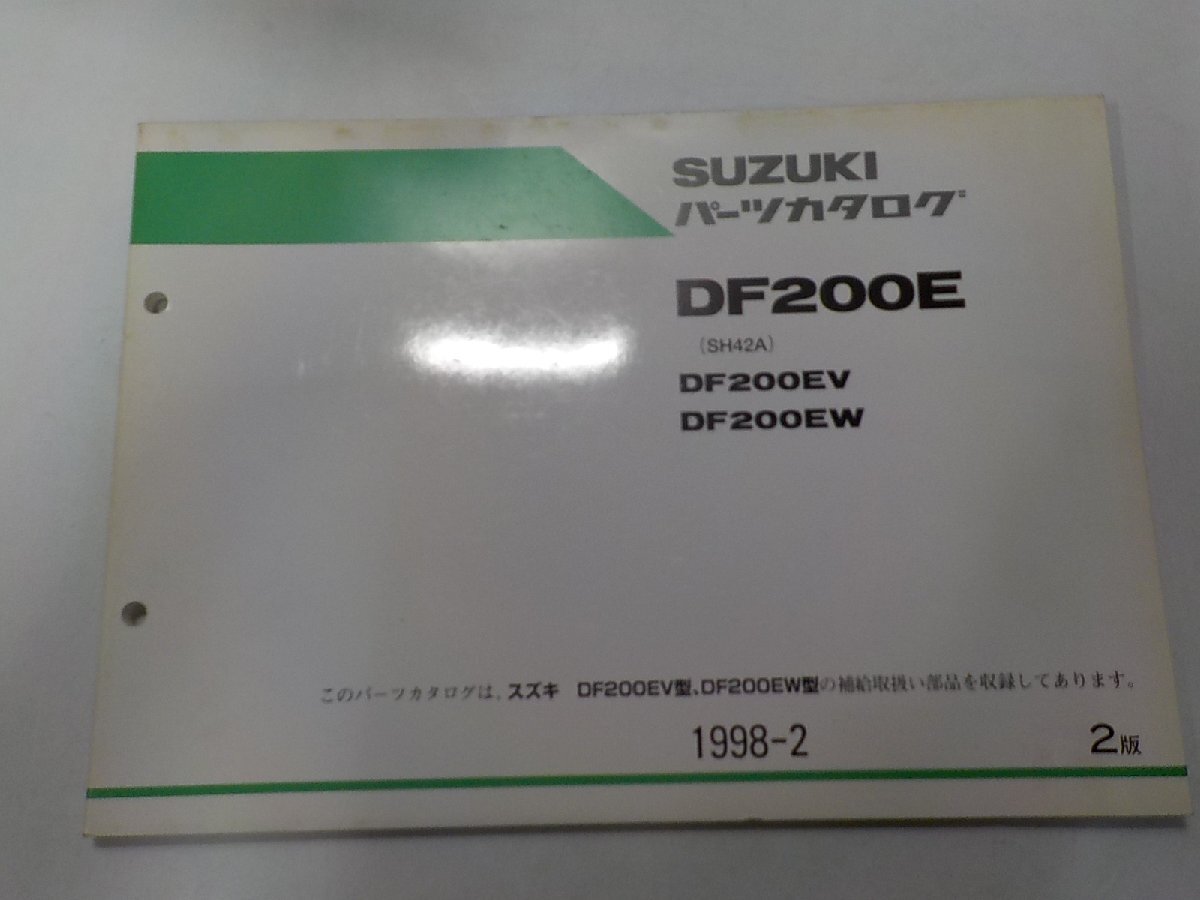 SUZUKI
パーツカタログ
DF200E
(SH42A)
DF200EV
DF200EW
このパーツカタログは、スズキ DF200EV型、DF200EW型の補給取扱い部品を収録してあります。
1998-2
2版